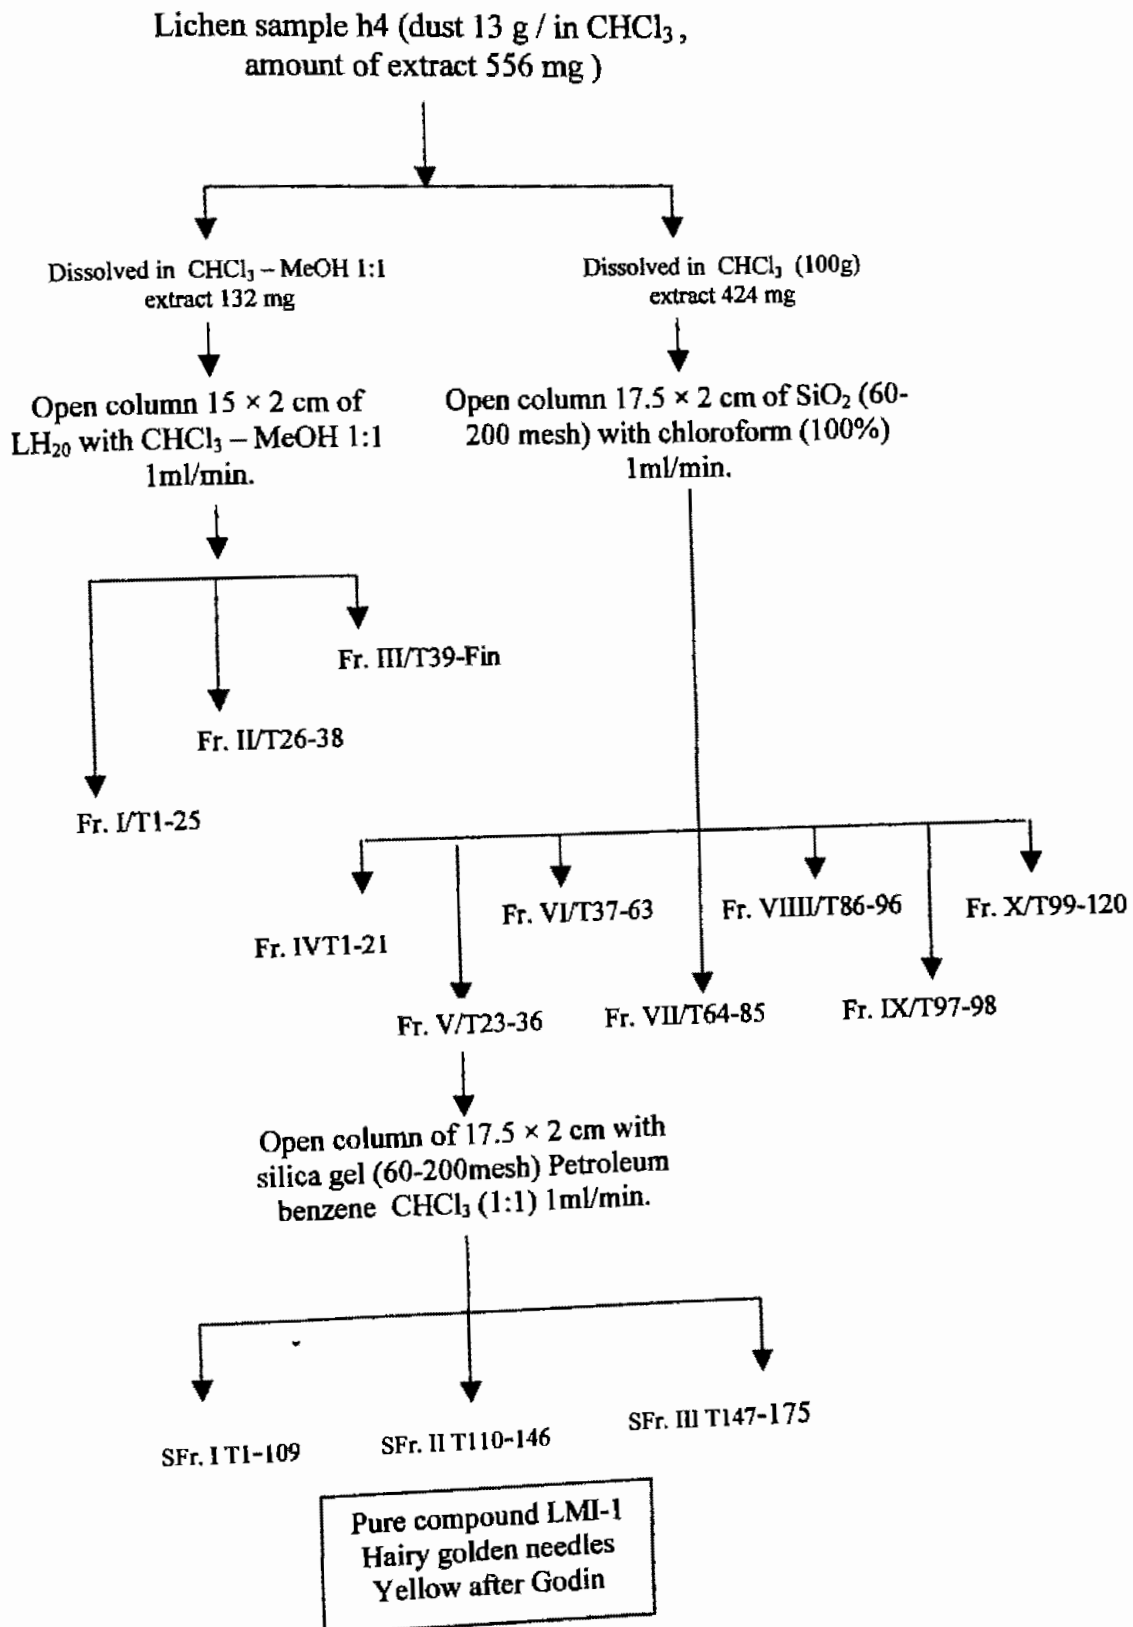 Lichen sample h4 (dust 13 g / in CHCl₃ ,
amount of extract 556 mg )
Dissolved in CHCl₃ – MeOH 1:1
extract 132 mg
Dissolved in CHCl₃ (100g)
extract 424 mg
Open column 15 × 2 cm of
LH₂₀ with CHCl₃ – MeOH 1:1
1ml/min.
Open column 17.5 × 2 cm of SiO₂ (60-
200 mesh) with chloroform (100%)
1ml/min.
Fr. III/T39-Fin
Fr. II/T26-38
Fr. I/T1-25
Fr. VI/T37-63
Fr. VIIII/T86-96
Fr. X/T99-120
Fr. IVT1-21
Fr. V/T23-36
Fr. VII/T64-85
Fr. IX/T97-98
Open column of 17.5 × 2 cm with
silica gel (60-200mesh) Petroleum
benzene CHCl₃ (1:1) 1ml/min.
SFr. I T1-109
SFr. II T110-146
SFr. III T147-175
Pure compound LMI-1
Hairy golden needles
Yellow after Godin